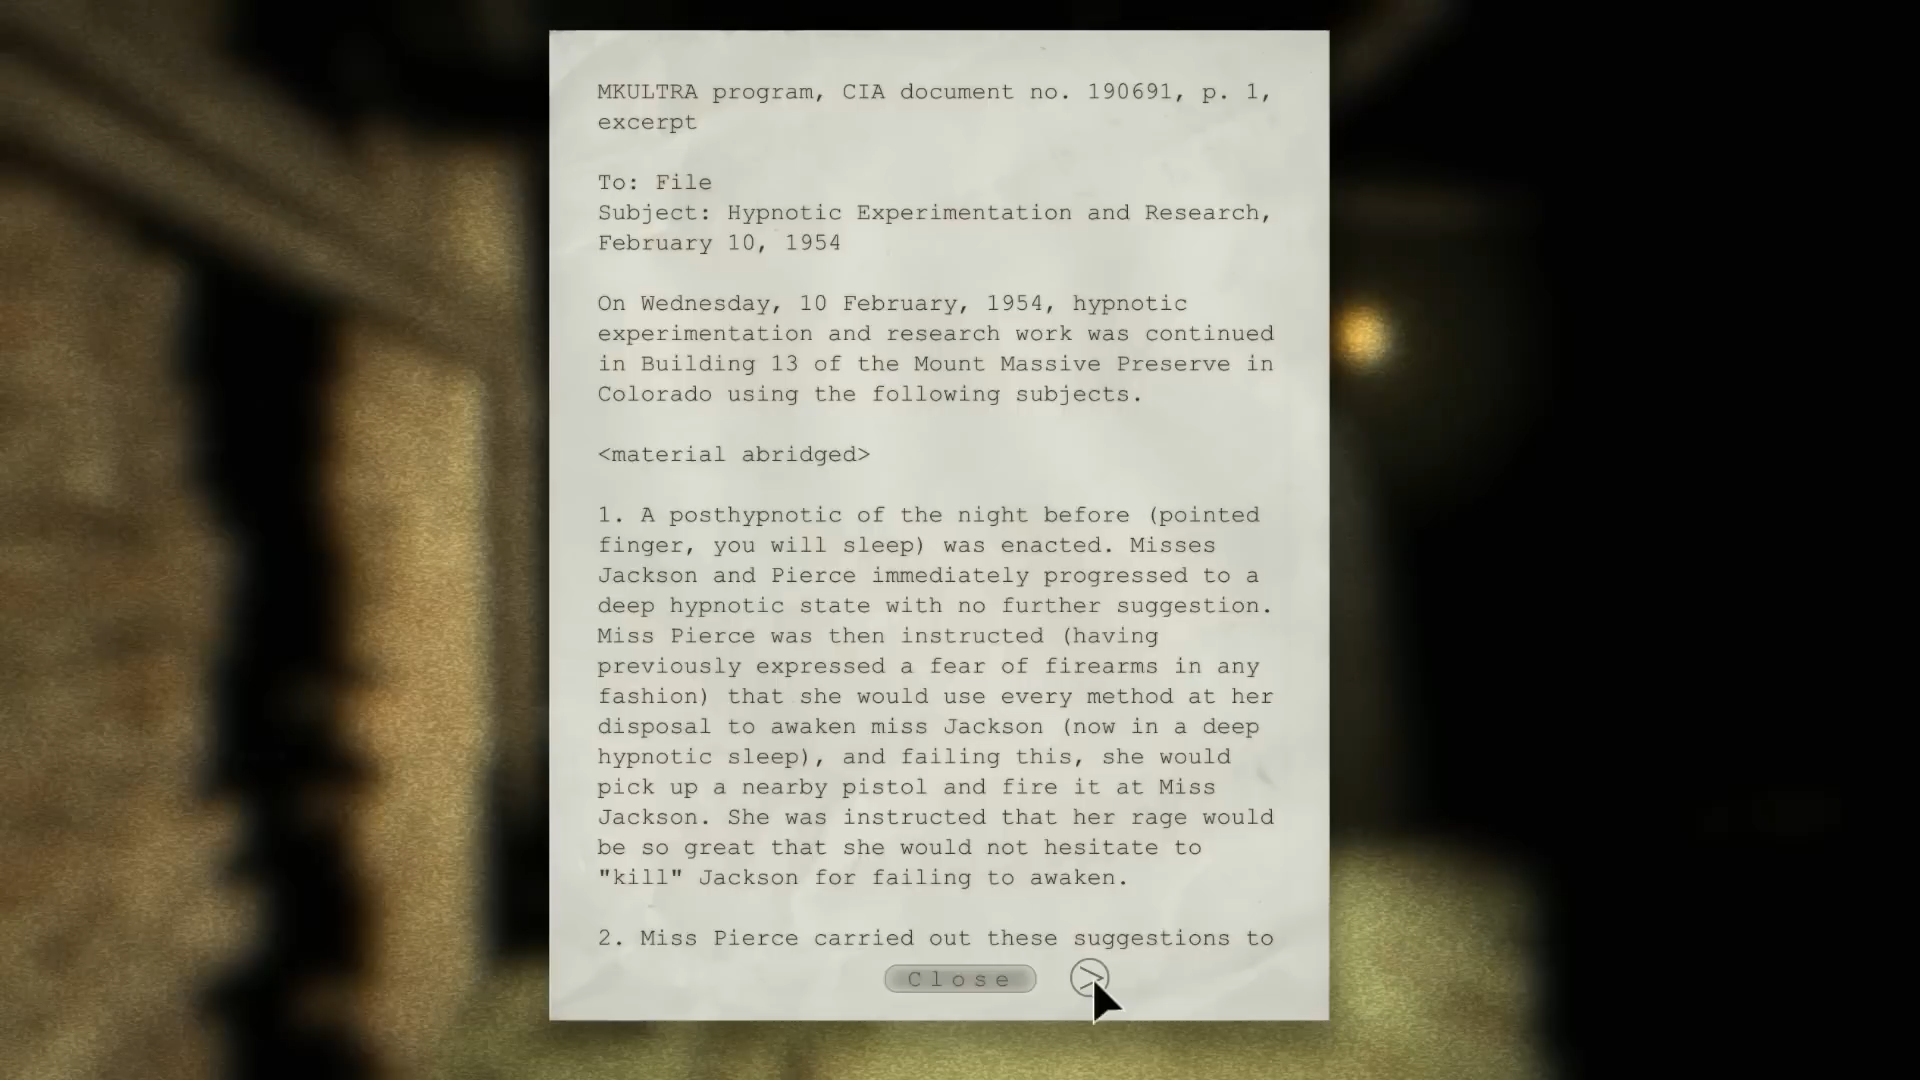 MKULTRA program, CIA document no. 190691, p. 1,
excerpt
To: File
Subject: Hypnotic Experimentation and Research,
February 10, 1954
On Wednesday, 10 February, 1954, hypnotic
experimentation and research work was continued
in Building 13 of the Mount Massive Preserve in
Colorado using the following subjects.
<material abridged>
1. A posthypnotic of the night before (pointed
finger, you will sleep) was enacted. Misses
Jackson and Pierce immediately progressed to a
deep hypnotic state with no further suggestion.
Miss Pierce was then instructed (having
previously expressed a fear of firearms in any
fashion) that she would use every method at her
disposal to awaken miss Jackson (now in a deep
hypnotic sleep), and failing this, she would
pick up a nearby pistol and fire it at Miss
Jackson. She was instructed that her rage would
be so great that she would not hesitate to
"kill" Jackson for failing to awaken.
2. Miss Pierce carried out these suggestions to
Close >